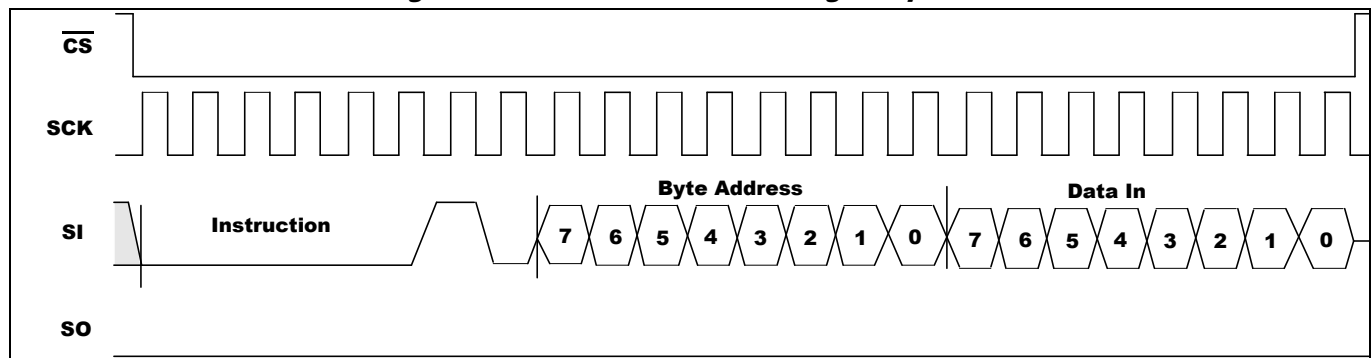 CS
SCK
Byte Address Data In
SI Instruction 7 6 5 4 3 2 1 0 7 6 5 4 3 2 1 0
SO